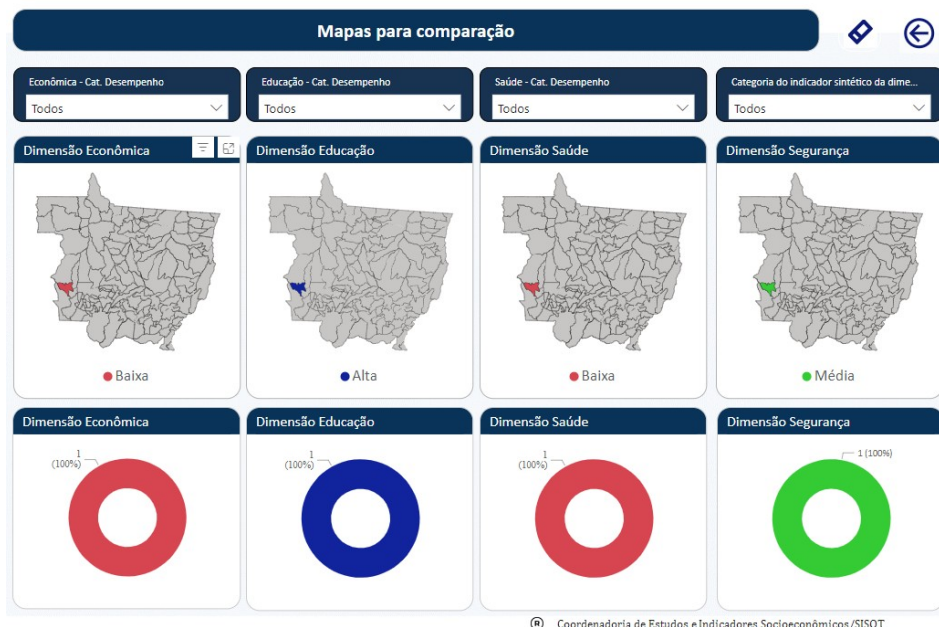 Mapas para comparação
Econômica - Cat. Desempenho
Todos
Educação - Cat. Desempenho
Todos
Saúde - Cat. Desempenho
Todos
Categoria do indicador sintético da dime...
Todos
Dimensão Econômica
Dimensão Educação
Dimensão Saúde
Dimensão Segurança
Baixa
Alta
Baixa
Média
Dimensão Econômica
Dimensão Educação
Dimensão Saúde
Dimensão Segurança
1
(100%)
1
(100%)
1
(100%)
1 (100%)
® Coordenadoria de Estudos e Indicadores Socioeconômicos/SISOT